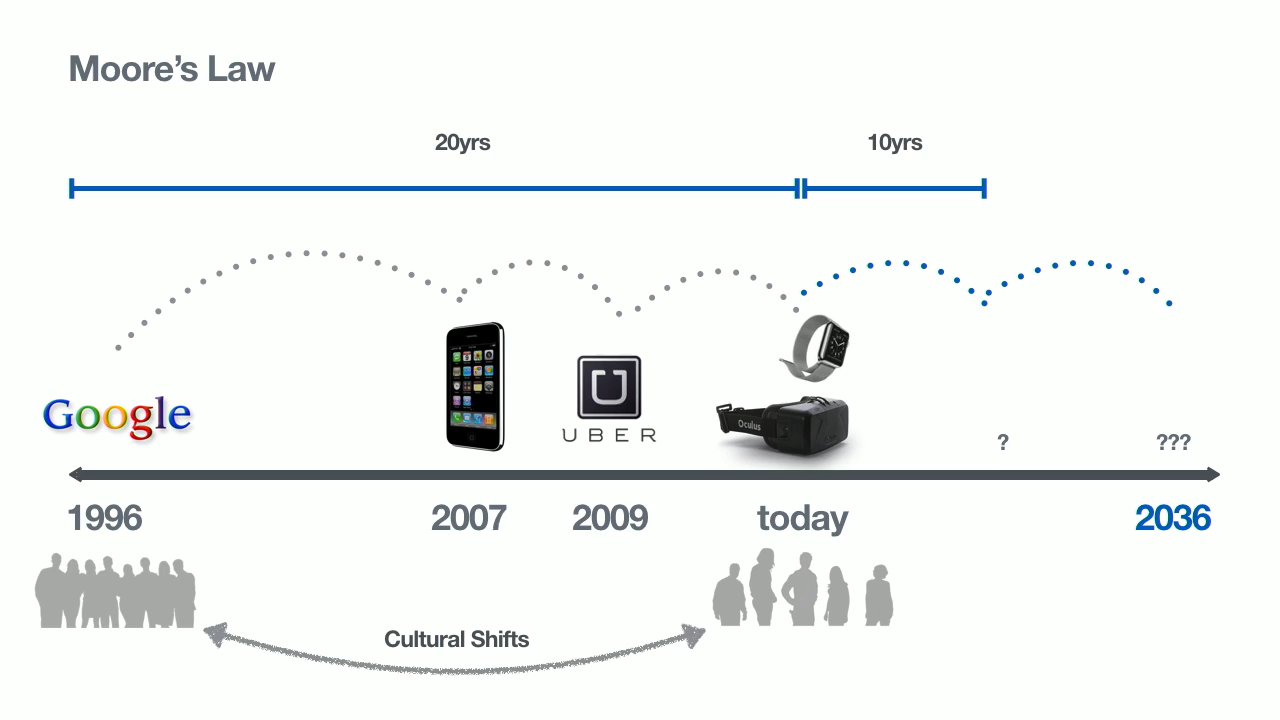 Moore's Law
20yrs
10yrs
Google
UBER
Oculus
?
???
1996
2007
2009
today
2036
Cultural Shifts